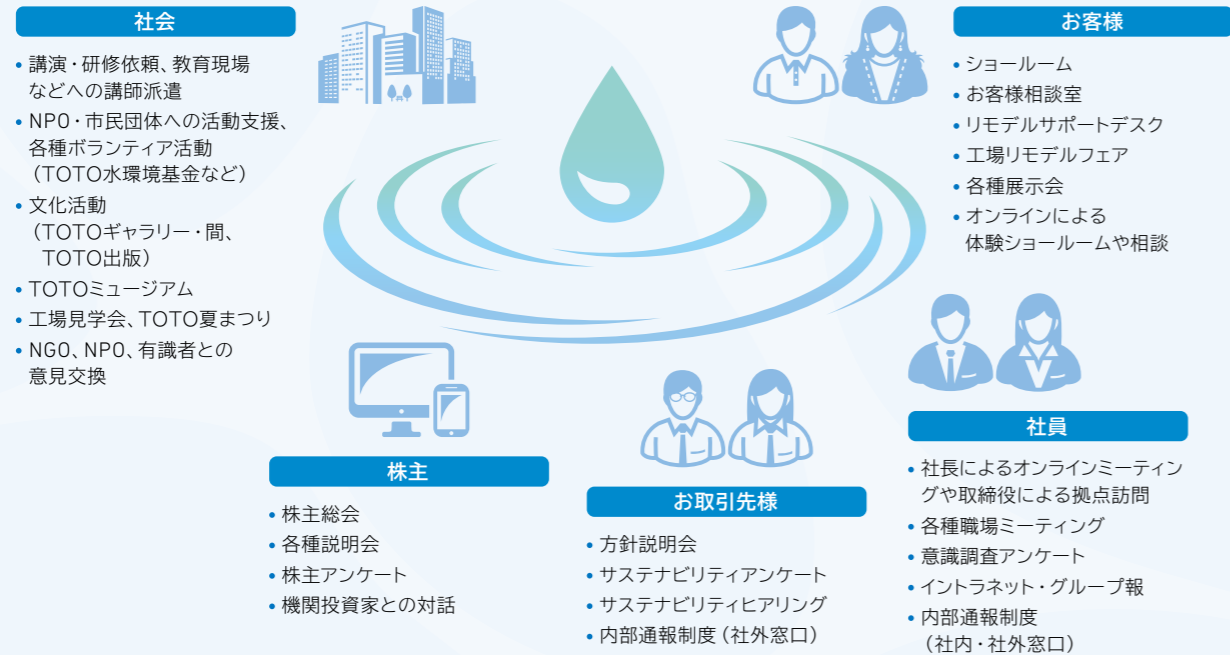 社会
• 講演・研修依頼、教育現場
などへの講師派遣
• NPO・市民団体への活動支援、
各種ボランティア活動
（TOTO水環境基金など）
• 文化活動
（TOTOギャラリー・間、
TOTO出版）
• TOTOミュージアム
• 工場見学会、TOTO夏まつり
• NGO、NPO、有識者との
意見交換
お客様
• ショールーム
• お客様相談室
• リモデルサポートデスク
• 工場リモデルフェア
• 各種展示会
• オンラインによる
体験ショールームや相談
株主
• 株主総会
• 各種説明会
• 株主アンケート
• 機関投資家との対話
お取引先様
• 方針説明会
• サステナビリティアンケート
• サステナビリティヒアリング
• 内部通報制度（社外窓口）
社員
• 社長によるオンラインミーティン
グや取締役による拠点訪問
• 各種職場ミーティング
• 意識調査アンケート
• イントラネット・グループ報
• 内部通報制度
（社内・社外窓口）